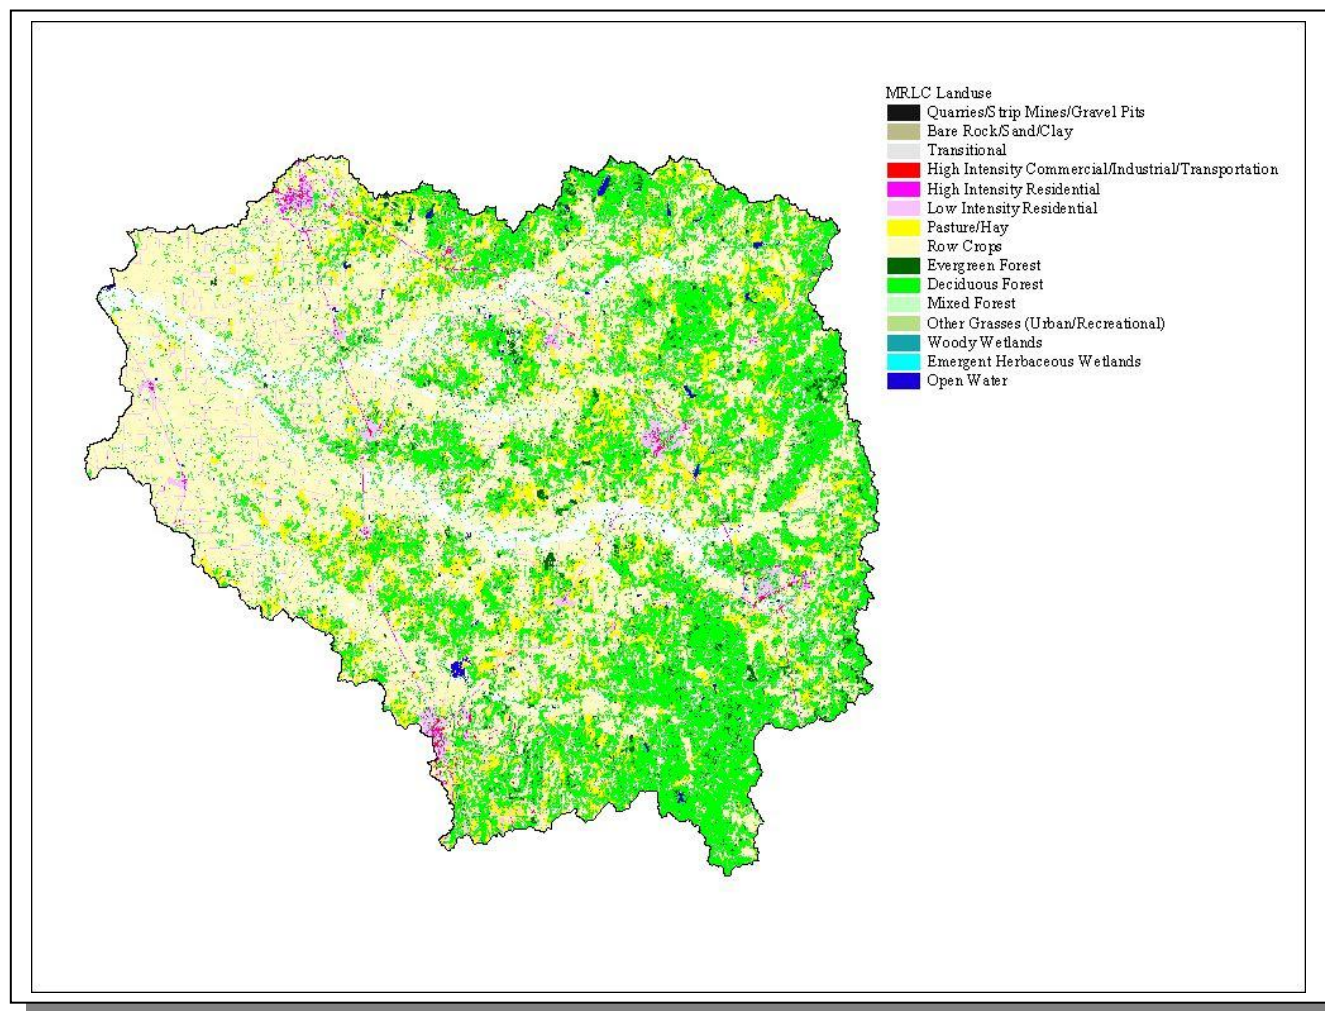 MRLC Landuse
Quarries/Strip Mines/Gravel Pits
Bare Rock/Sand/Clay
Transitional
High Intensity Commercial/Industrial/Transportation
High Intensity Residential
Low Intensity Residential
Pasture/Hay
Row Crops
Evergreen Forest
Deciduous Forest
Mixed Forest
Other Grasses (Urban/Recreational)
Woody Wetlands
Emergent Herbaceous Wetlands
Open Water